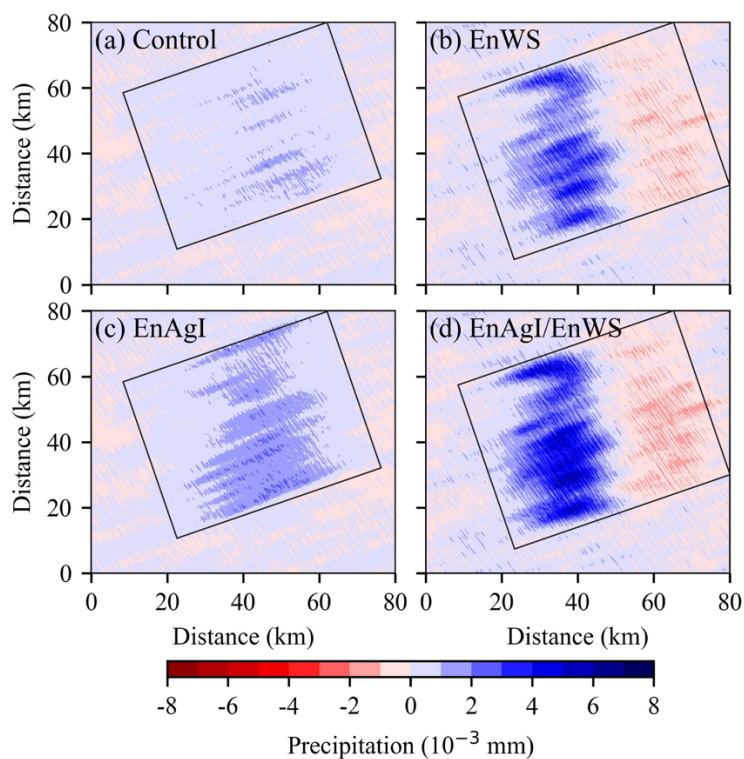 (a) Control
(b) EnWS
80
60
40
20
0
Distance (km)
(c) EnAgI
(d) EnAgI/EnWS
80
60
40
20
0
Distance (km)
0 20 40 60 80
0 20 40 60 80
Distance (km)
Distance (km)
-8 -6 -4 -2 0 2 4 6 8
Precipitation (10⁻³ mm)